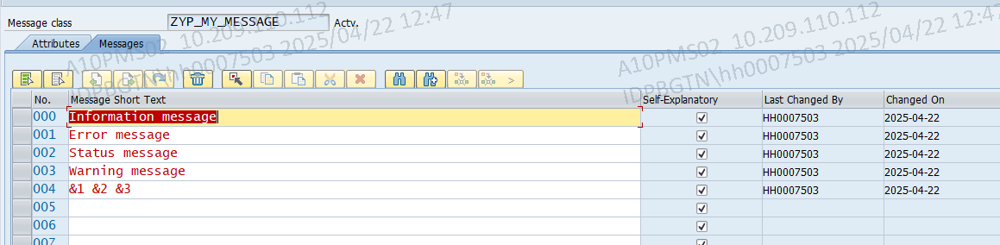 Message class ZYP_MY_MESSAGE Actv.
Attributes Messages
A10PMS02 10.209.110.112
IDPBGTN\hh0007503 2025/04/22 12:47
A10PMS02 10.209.110.112
IDPBGTN\hh0007503 2025/04/22 12:47
No. Message Short Text Self-Explanatory Last Changed By Changed On
000 Information message HH0007503 2025-04-22
001 Error message HH0007503 2025-04-22
002 Status message HH0007503 2025-04-22
003 Warning message HH0007503 2025-04-22
004 &1 &2 &3 HH0007503 2025-04-22
005
006
007